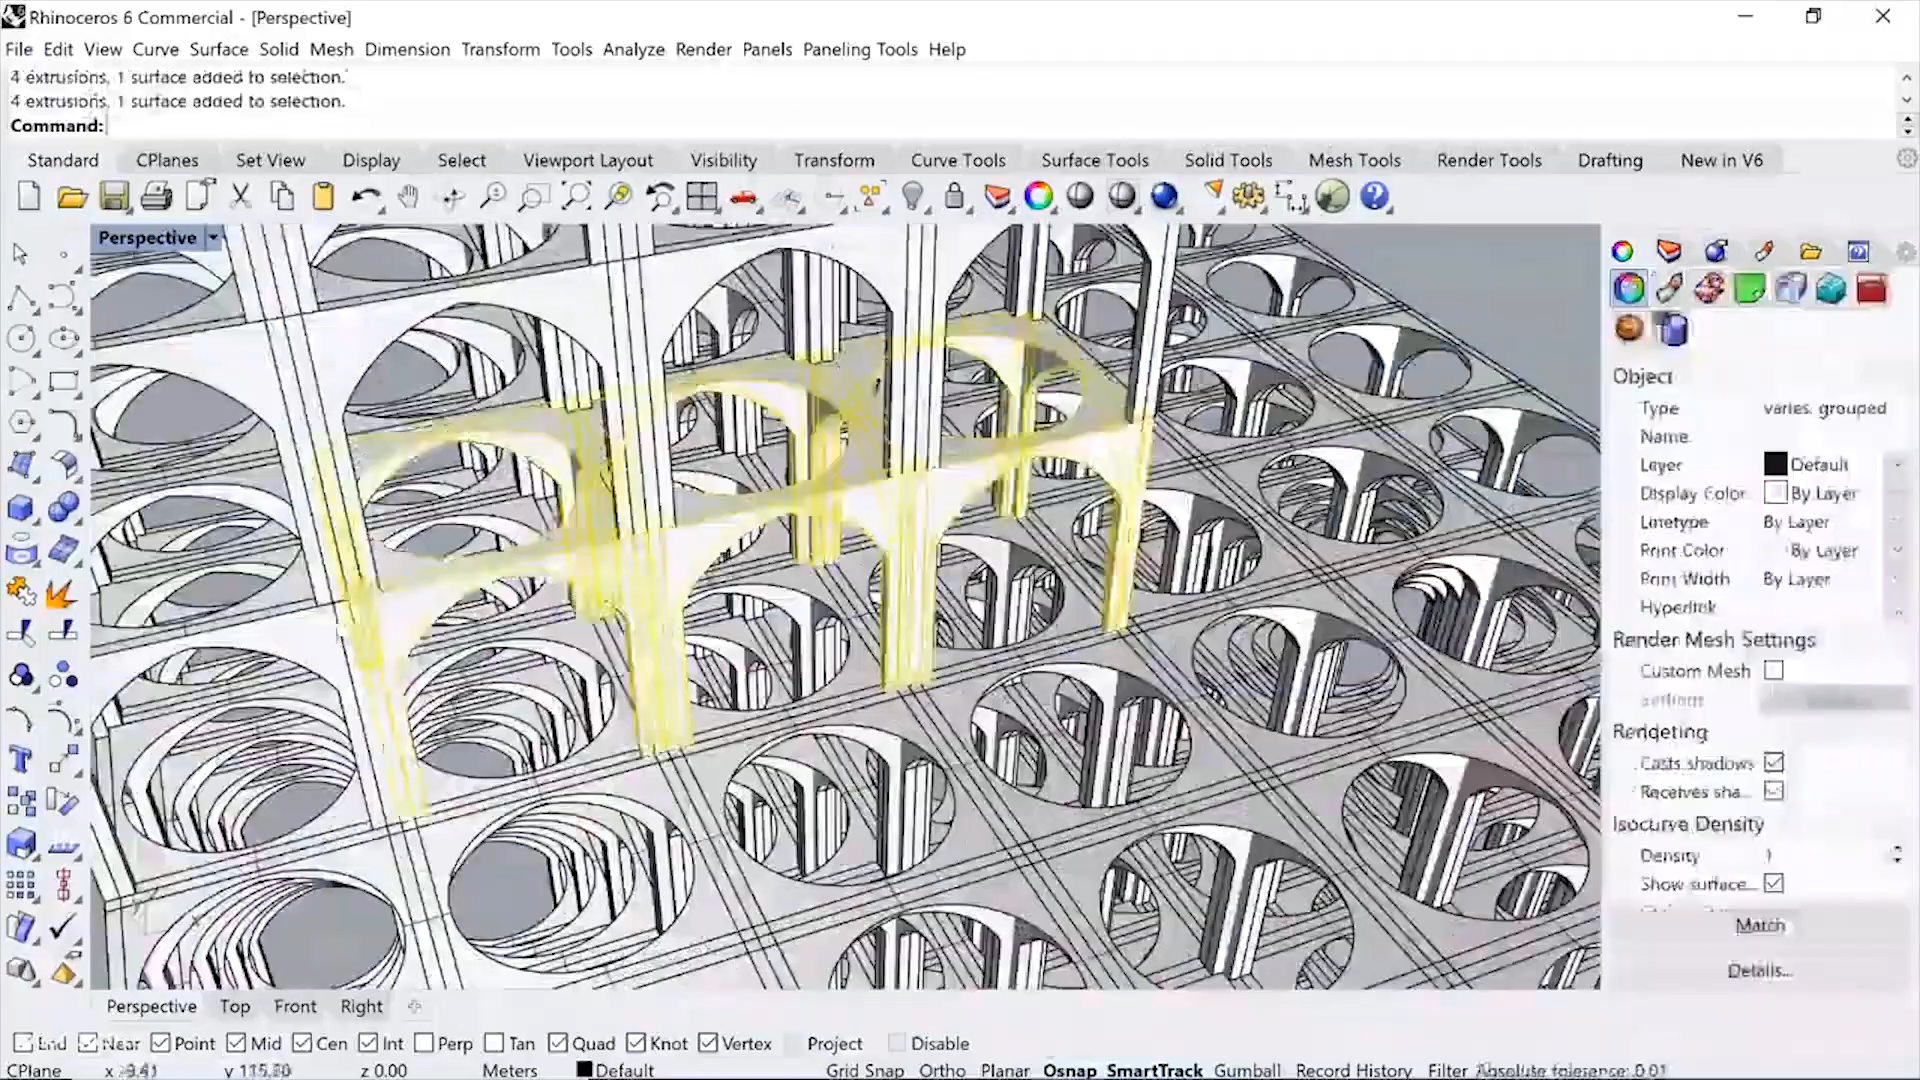 Rhinoceros 6 Commercial - [Perspective]
File Edit View Curve Surface Solid Mesh Dimension Transform Tools Analyze Render Panels Paneling Tools Help
4 extrusions, 1 surface added to selection.
4 extrusions, 1 surface added to selection.
Command:
Standard CPlanes Set View Display Select Viewport Layout Visibility Transform Curve Tools Surface Tools Solid Tools Mesh Tools Render Tools Drafting New in V6
Perspective
Object
Type varies, grouped
Name
Layer Default
Display Color By Layer
Linetype By Layer
Print Color By Layer
Print Width By Layer
Hyperlink
Render Mesh Settings
Custom Mesh
Settings
Rendering
Casts shadows
Receives sha...
Isocurve Density
Density 1
Show surface...
Match
Details...
Perspective Top Front Right
End Near Point Mid Cen Int Perp Tan Quad Knot Vertex Project Disable
CPlane x y z 0.00 Meters Default Grid Snap Ortho Planar Osnap SmartTrack Gumball Record History Filter Absolute tolerance: 0.01